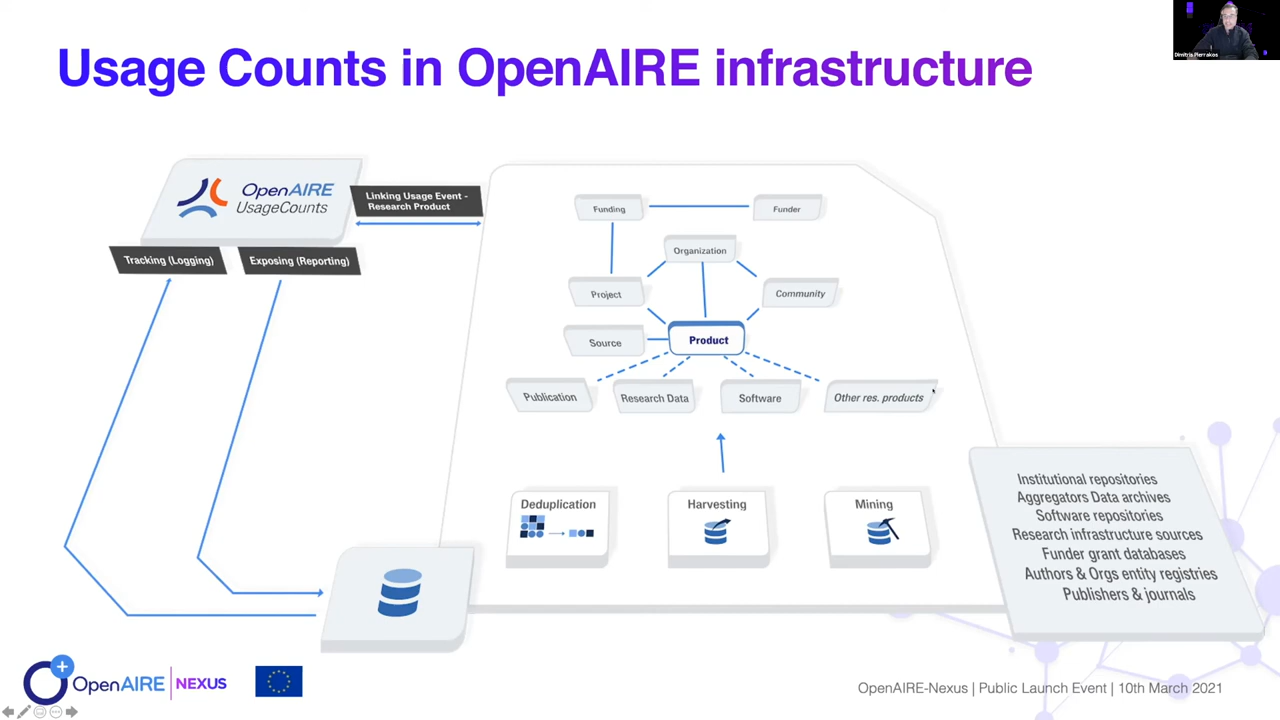 Usage Counts in OpenAIRE infrastructure
Dimitris Pierrakos
OpenAIRE
UsageCounts
Linking Usage Event -
Research Product
Tracking (Logging)
Exposing (Reporting)
Funding
Funder
Organization
Project
Community
Source
Product
Publication
Research Data
Software
Other res. products
Deduplication
Harvesting
Mining
Institutional repositories
Aggregators Data archives
Software repositories
Research infrastructure sources
Funder grant databases
Authors & Orgs entity registries
Publishers & journals
OpenAIRE | NEXUS
OpenAIRE-Nexus | Public Launch Event | 10th March 2021